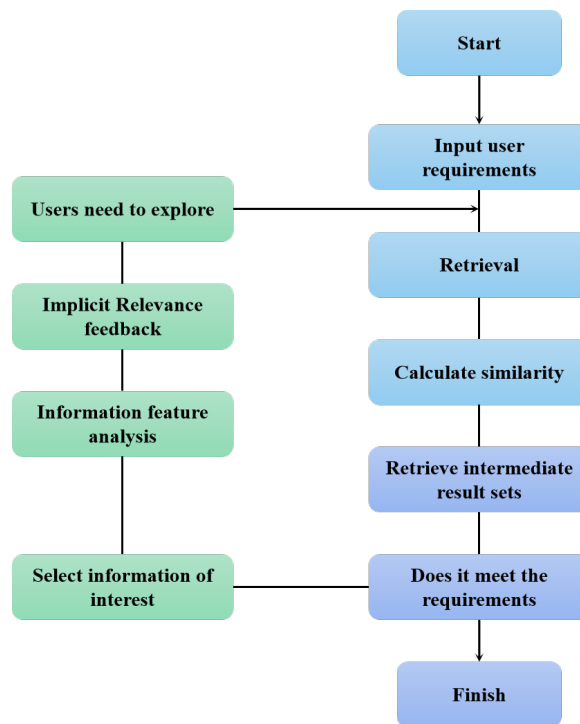 Start
Input user
requirements
Users need to explore
Retrieval
Implicit Relevance
feedback
Calculate similarity
Information feature
analysis
Retrieve intermediate
result sets
Select information of
interest
Does it meet the
requirements
Finish